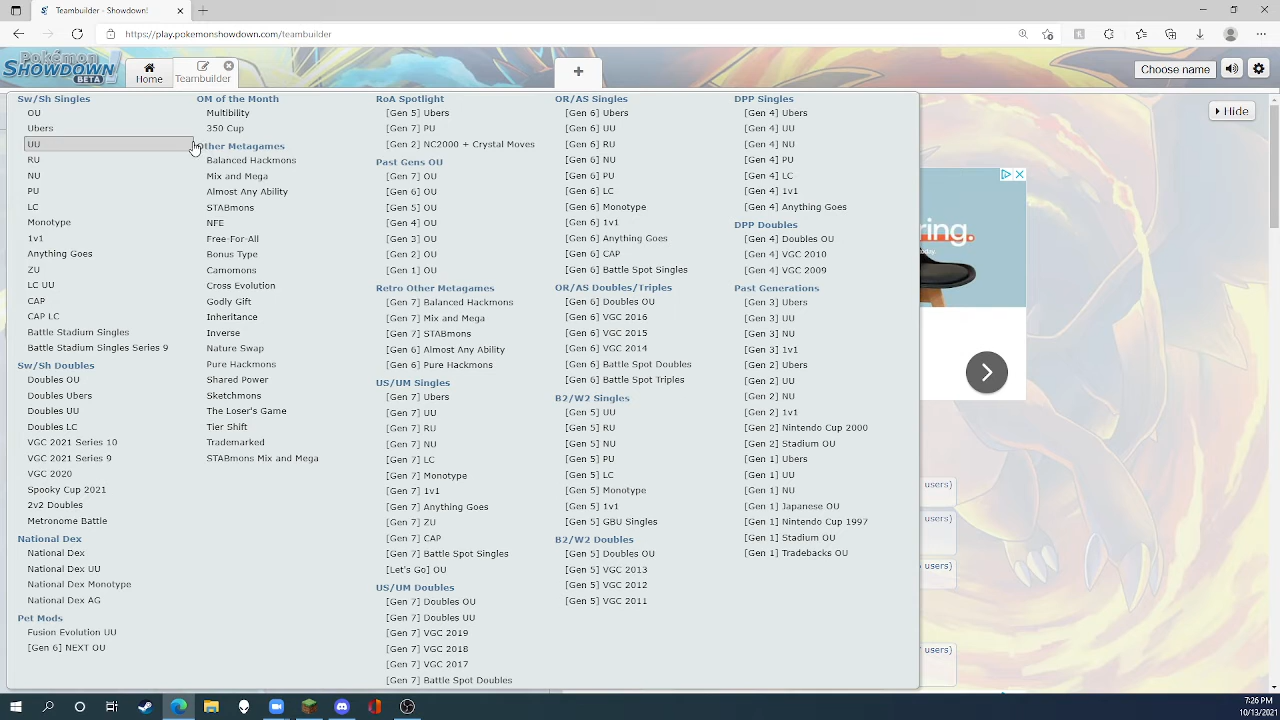 Teambuilder - Showdown!
https://play.pokemonshowdown.com/teambuilder
Pokémon
SHOWDOWN
BETA
Home
Teambuilder
Choose name
Sw/Sh Singles
OU
Ubers
UU
RU
NU
PU
LC
Monotype
1v1
Anything Goes
ZU
LC UU
CAP
CAP LC
Battle Stadium Singles
Battle Stadium Singles Series 9
Sw/Sh Doubles
Doubles OU
Doubles Ubers
Doubles UU
Doubles LC
VGC 2021 Series 10
VGC 2021 Series 9
VGC 2020
Spooky Cup 2021
2v2 Doubles
Metronome Battle
National Dex
National Dex
National Dex UU
National Dex Monotype
National Dex AG
Pet Mods
Fusion Evolution UU
[Gen 6] NEXT OU
OM of the Month
Multibility
350 Cup
Other Metagames
Balanced Hackmons
Mix and Mega
Almost Any Ability
STABmons
NFE
Free-For-All
Bonus Type
Camomons
Cross Evolution
Godly Gift
Inheritance
Inverse
Nature Swap
Pure Hackmons
Shared Power
Sketchmons
The Loser's Game
Tier Shift
Trademarked
STABmons Mix and Mega
RoA Spotlight
[Gen 5] Ubers
[Gen 7] PU
[Gen 2] NC2000 + Crystal Moves
Past Gens OU
[Gen 7] OU
[Gen 6] OU
[Gen 5] OU
[Gen 4] OU
[Gen 3] OU
[Gen 2] OU
[Gen 1] OU
Retro Other Metagames
[Gen 7] Balanced Hackmons
[Gen 7] Mix and Mega
[Gen 7] STABmons
[Gen 6] Almost Any Ability
[Gen 6] Pure Hackmons
US/UM Singles
[Gen 7] Ubers
[Gen 7] UU
[Gen 7] RU
[Gen 7] NU
[Gen 7] LC
[Gen 7] Monotype
[Gen 7] 1v1
[Gen 7] Anything Goes
[Gen 7] ZU
[Gen 7] CAP
[Gen 7] Battle Spot Singles
[Let's Go] OU
US/UM Doubles
[Gen 7] Doubles OU
[Gen 7] Doubles UU
[Gen 7] VGC 2019
[Gen 7] VGC 2018
[Gen 7] VGC 2017
[Gen 7] Battle Spot Doubles
OR/AS Singles
[Gen 6] Ubers
[Gen 6] UU
[Gen 6] RU
[Gen 6] NU
[Gen 6] PU
[Gen 6] LC
[Gen 6] Monotype
[Gen 6] 1v1
[Gen 6] Anything Goes
[Gen 6] CAP
[Gen 6] Battle Spot Singles
OR/AS Doubles/Triples
[Gen 6] Doubles OU
[Gen 6] VGC 2016
[Gen 6] VGC 2015
[Gen 6] VGC 2014
[Gen 6] Battle Spot Doubles
[Gen 6] Battle Spot Triples
B2/W2 Singles
[Gen 5] UU
[Gen 5] RU
[Gen 5] NU
[Gen 5] PU
[Gen 5] LC
[Gen 5] Monotype
[Gen 5] 1v1
[Gen 5] GBU Singles
B2/W2 Doubles
[Gen 5] Doubles OU
[Gen 5] VGC 2013
[Gen 5] VGC 2012
[Gen 5] VGC 2011
DPP Singles
[Gen 4] Ubers
[Gen 4] UU
[Gen 4] NU
[Gen 4] PU
[Gen 4] LC
[Gen 4] 1v1
[Gen 4] Anything Goes
DPP Doubles
[Gen 4] Doubles OU
[Gen 4] VGC 2010
[Gen 4] VGC 2009
Past Generations
[Gen 3] Ubers
[Gen 3] UU
[Gen 3] NU
[Gen 3] 1v1
[Gen 2] Ubers
[Gen 2] UU
[Gen 2] NU
[Gen 2] 1v1
[Gen 2] Nintendo Cup 2000
[Gen 2] Stadium OU
[Gen 1] Ubers
[Gen 1] UU
[Gen 1] NU
[Gen 1] Japanese OU
[Gen 1] Nintendo Cup 1997
[Gen 1] Stadium OU
[Gen 1] Tradebacks OU
Hide
ring.
today.
users)
users)
users)
users)
7:26 PM
10/13/2021